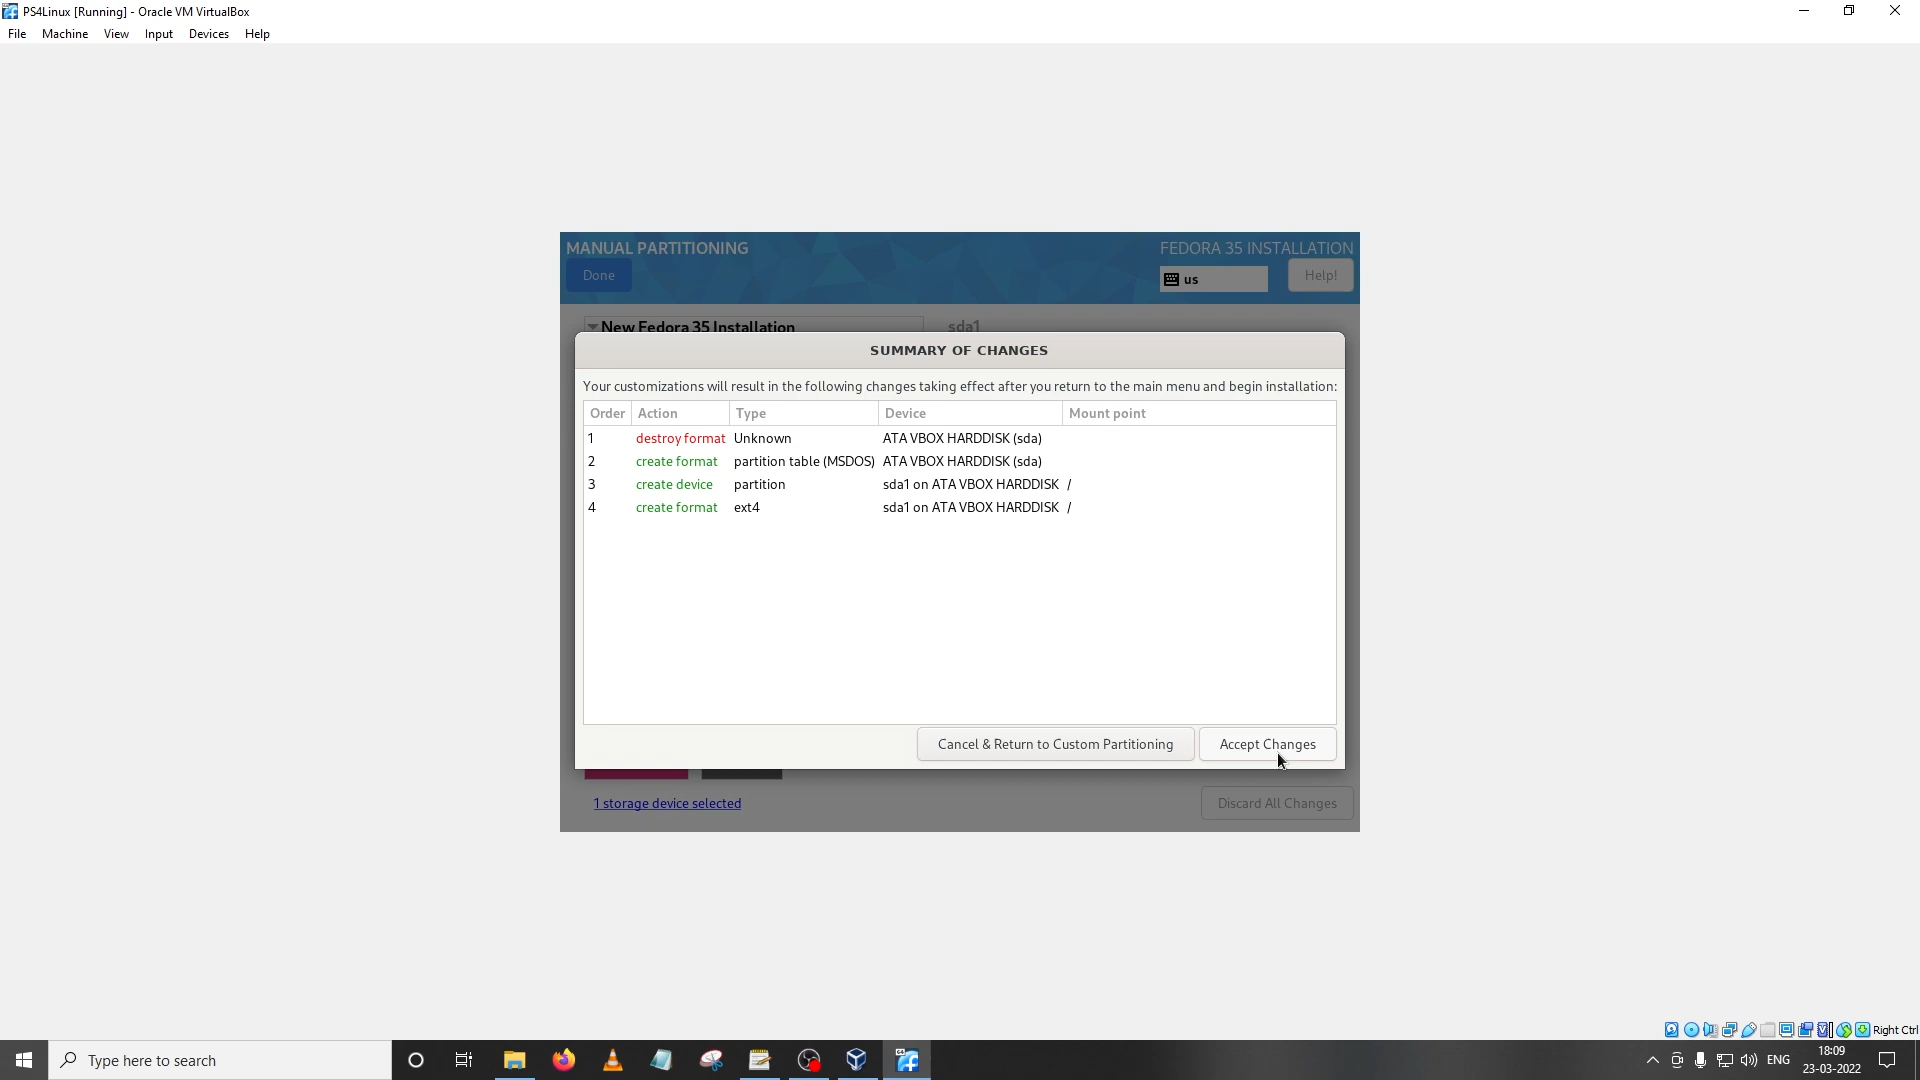 PS4Linux [Running] - Oracle VM VirtualBox
File Machine View Input Devices Help
MANUAL PARTITIONING
FEDORA 35 INSTALLATION
Done
us
Help!
New Fedora 35 Installation
sda1
SUMMARY OF CHANGES
Your customizations will result in the following changes taking effect after you return to the main menu and begin installation:
Order Action Type Device Mount point
1 destroy format Unknown ATA VBOX HARDDISK (sda)
2 create format partition table (MSDOS) ATA VBOX HARDDISK (sda)
3 create device partition sda1 on ATA VBOX HARDDISK /
4 create format ext4 sda1 on ATA VBOX HARDDISK /
Cancel & Return to Custom Partitioning
Accept Changes
1 storage device selected
Discard All Changes
Right Ctrl
Type here to search
ENG
18:09
23-03-2022